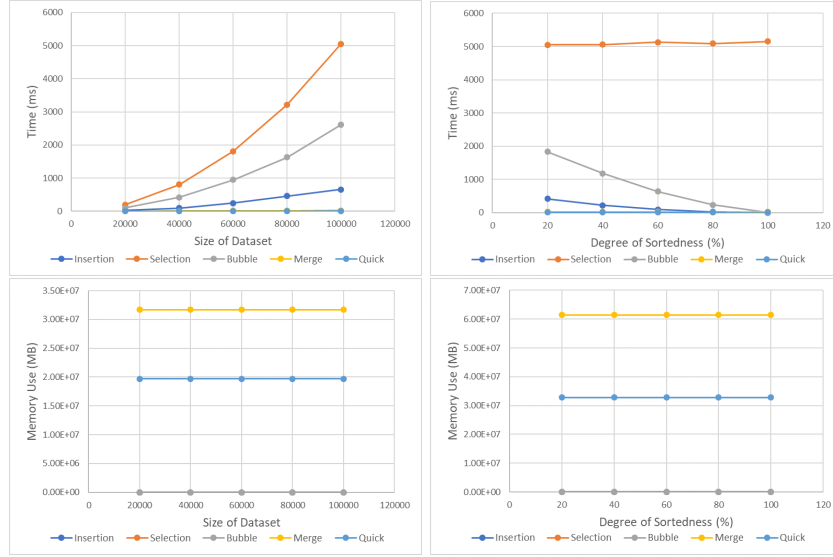 6000
5000
4000
3000
2000
1000
0
Time (ms)
0 20000 40000 60000 80000 100000 120000
Size of Dataset
Insertion Selection Bubble Merge Quick
6000
5000
4000
3000
2000
1000
0
Time (ms)
0 20 40 60 80 100 120
Degree of Sortedness (%)
Insertion Selection Bubble Merge Quick
3.50E+07
3.00E+07
2.50E+07
2.00E+07
1.50E+07
1.00E+07
5.00E+06
0.00E+00
Memory Use (MB)
0 20000 40000 60000 80000 100000 120000
Size of Dataset
Insertion Selection Bubble Merge Quick
7.00E+07
6.00E+07
5.00E+07
4.00E+07
3.00E+07
2.00E+07
1.00E+07
0.00E+00
Memory Use (MB)
0 20 40 60 80 100 120
Degree of Sortedness (%)
Insertion Selection Bubble Merge Quick